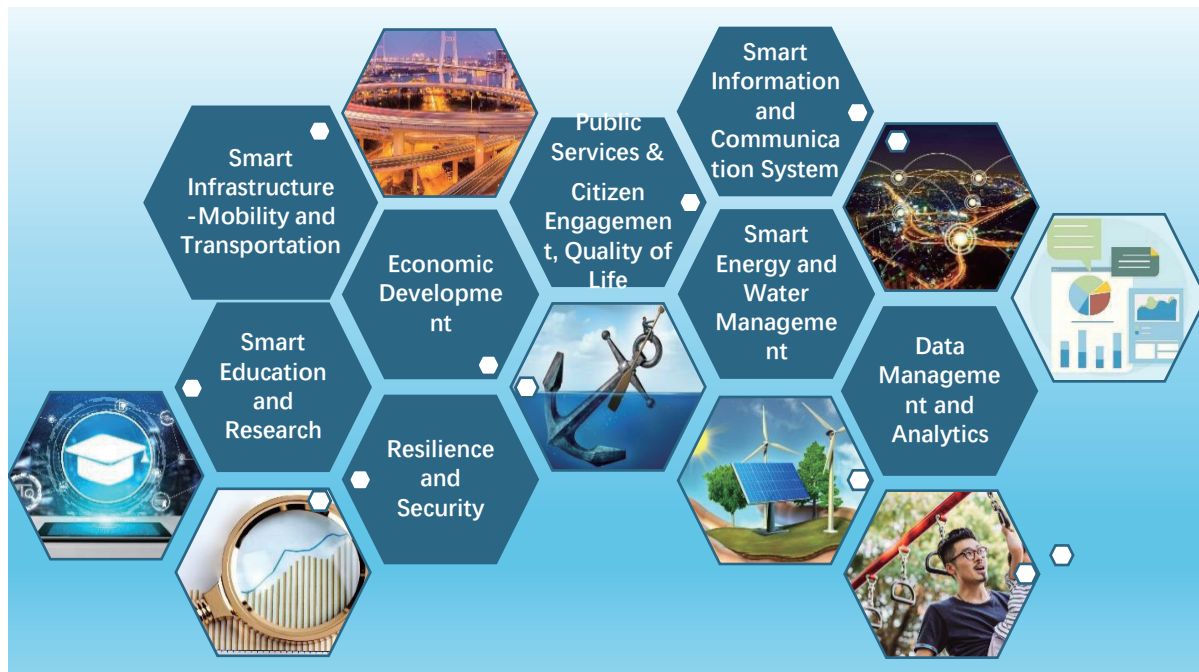 Smart
Infrastructure
-Mobility and
Transportation
Economic
Developme
nt
Public
Services &
Citizen
Engagemen
t, Quality of
Life
Smart
Information
and
Communica
tion System
Smart
Energy and
Water
Manageme
nt
Smart
Education
and
Research
Resilience
and
Security
Data
Manageme
nt and
Analytics